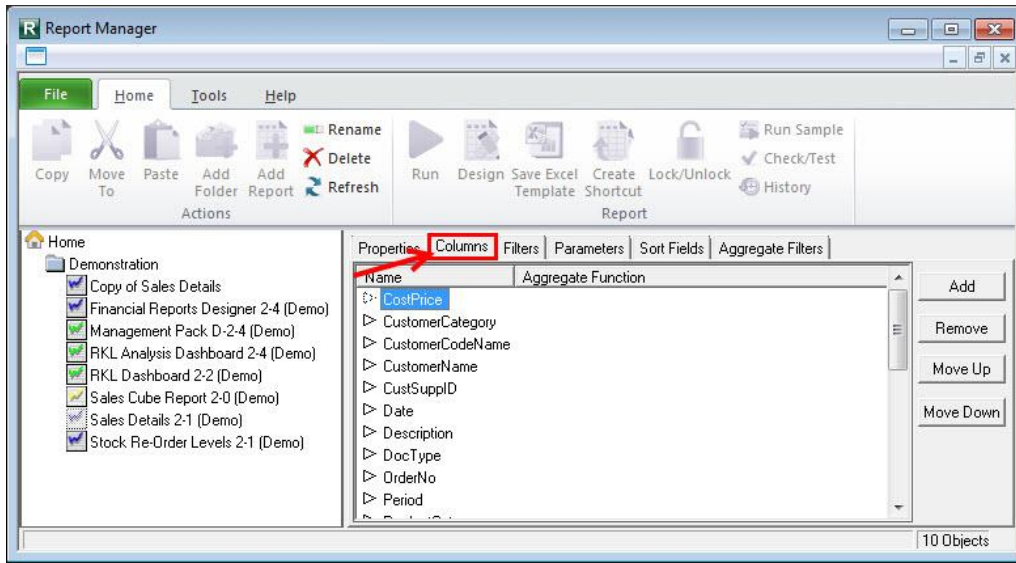 Report Manager
File Home Tools Help
Copy
Move To
Paste
Add Folder
Add Report
Rename
Delete
Refresh
Actions
Run
Design
Save Excel Template
Create Shortcut
Lock/Unlock
Run Sample
Check/Test
History
Report
Home
Demonstration
Copy of Sales Details
Financial Reports Designer 2-4 (Demo)
Management Pack D-2-4 (Demo)
RKL Analysis Dashboard 2-4 (Demo)
RKL Dashboard 2-2 (Demo)
Sales Cube Report 2-0 (Demo)
Sales Details 2-1 (Demo)
Stock Re-Order Levels 2-1 (Demo)
Properties Columns Filters Parameters Sort Fields Aggregate Filters
Name Aggregate Function
CostPrice
CustomerCategory
CustomerCodeName
CustomerName
CustSuppID
Date
Description
DocType
OrderNo
Period
Add
Remove
Move Up
Move Down
10 Objects